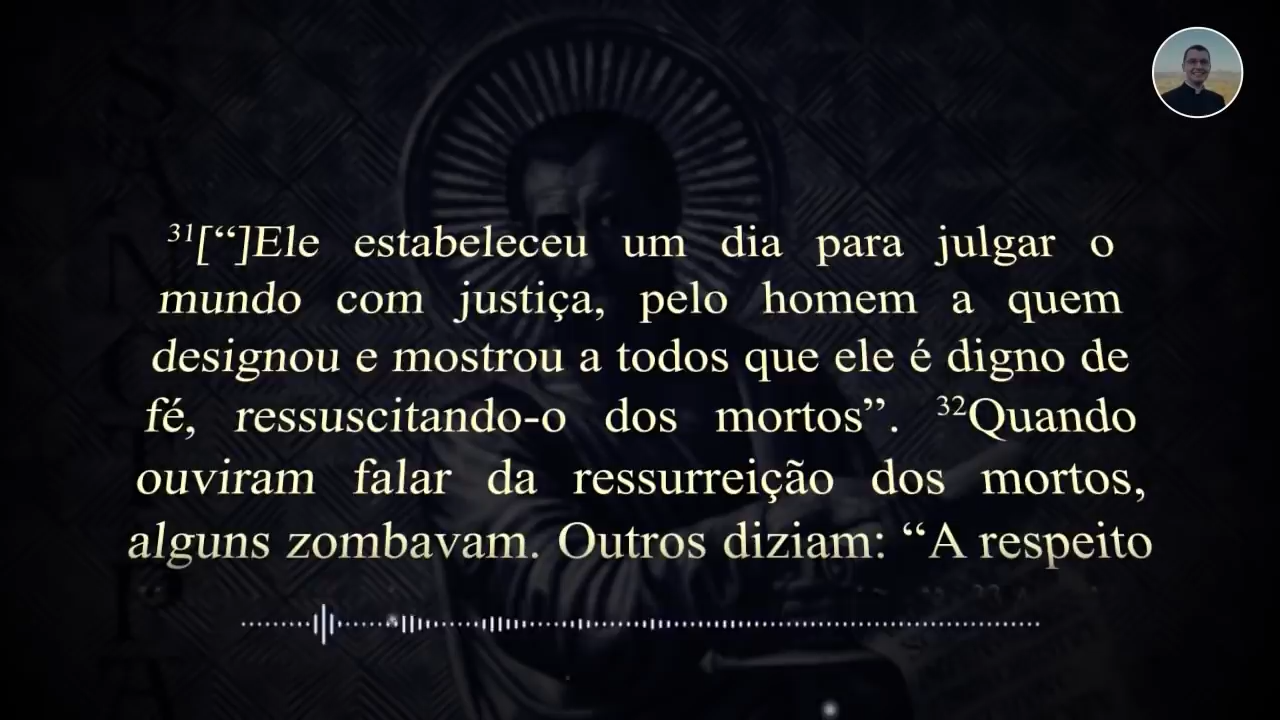 ³¹[“]Ele estabeleceu um dia para julgar o
mundo com justiça, pelo homem a quem
designou e mostrou a todos que ele é digno de
fé, ressuscitando-o dos mortos”. ³²Quando
ouviram falar da ressurreição dos mortos,
alguns zombavam. Outros diziam: “A respeito